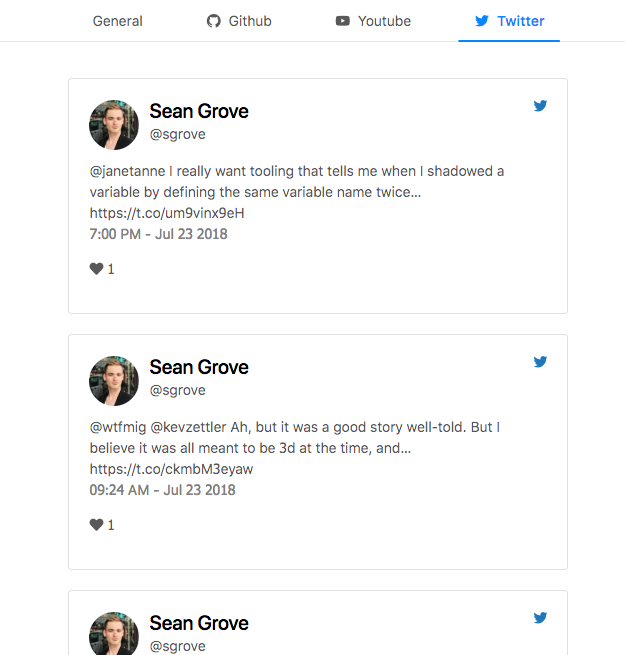 General Github Youtube Twitter
Sean Grove
@sgrove
@janetanne I really want tooling that tells me when I shadowed a
variable by defining the same variable name twice…
https://t.co/um9vinx9eH
7:00 PM - Jul 23 2018
1
Sean Grove
@sgrove
@wtfmig @kevzettler Ah, but it was a good story well-told. But I
believe it was all meant to be 3d at the time, and…
https://t.co/ckmbM3eyaw
09:24 AM - Jul 23 2018
1
Sean Grove
@sgrove